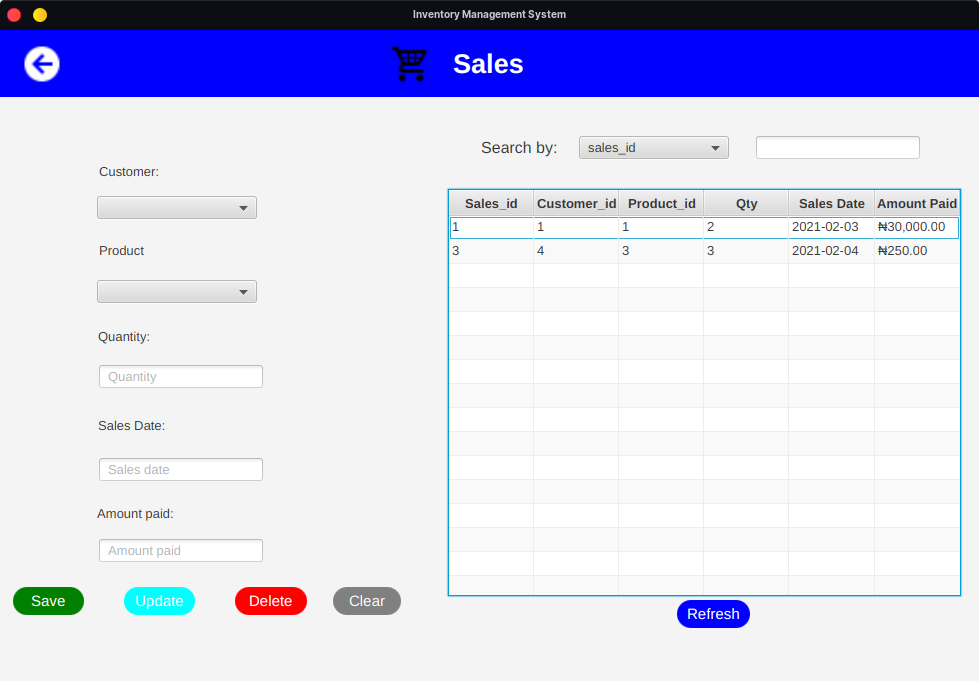 Inventory Management System
Sales
Search by: sales_id
Customer:
Product
Quantity:
Quantity
Sales Date:
Sales date
Amount paid:
Amount paid
Save Update Delete Clear
Sales_id Customer_id Product_id Qty Sales Date Amount Paid
1 1 1 2 2021-02-03 ₦30,000.00
3 4 3 3 2021-02-04 ₦250.00
Refresh